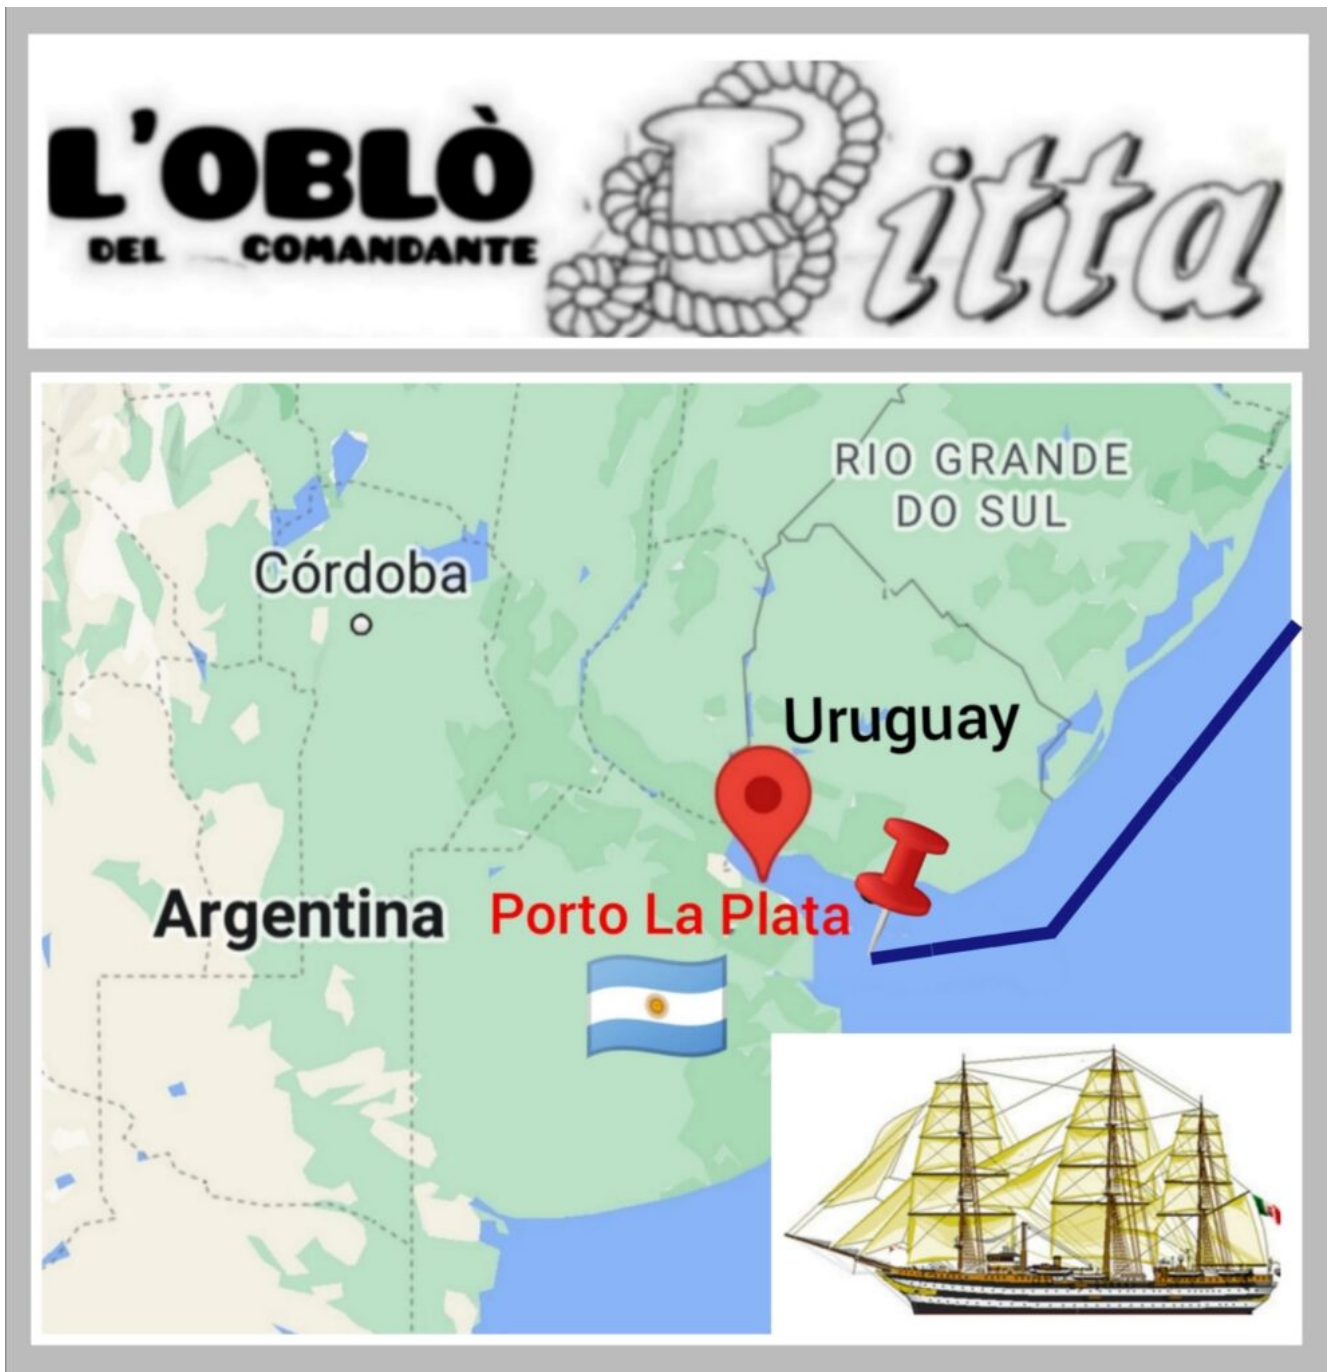 L'OBLÒ
DEL COMANDANTE
Bitta
RIO GRANDE
DO SUL
Córdoba
Uruguay
Argentina
Porto La Plata